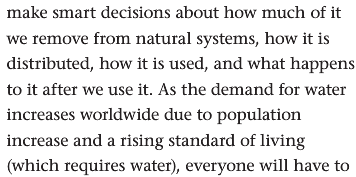 make smart decisions about how much of it
we remove from natural systems, how it is
distributed, how it is used, and what happens
to it after we use it. As the demand for water
increases worldwide due to population
increase and a rising standard of living
(which requires water), everyone will have to